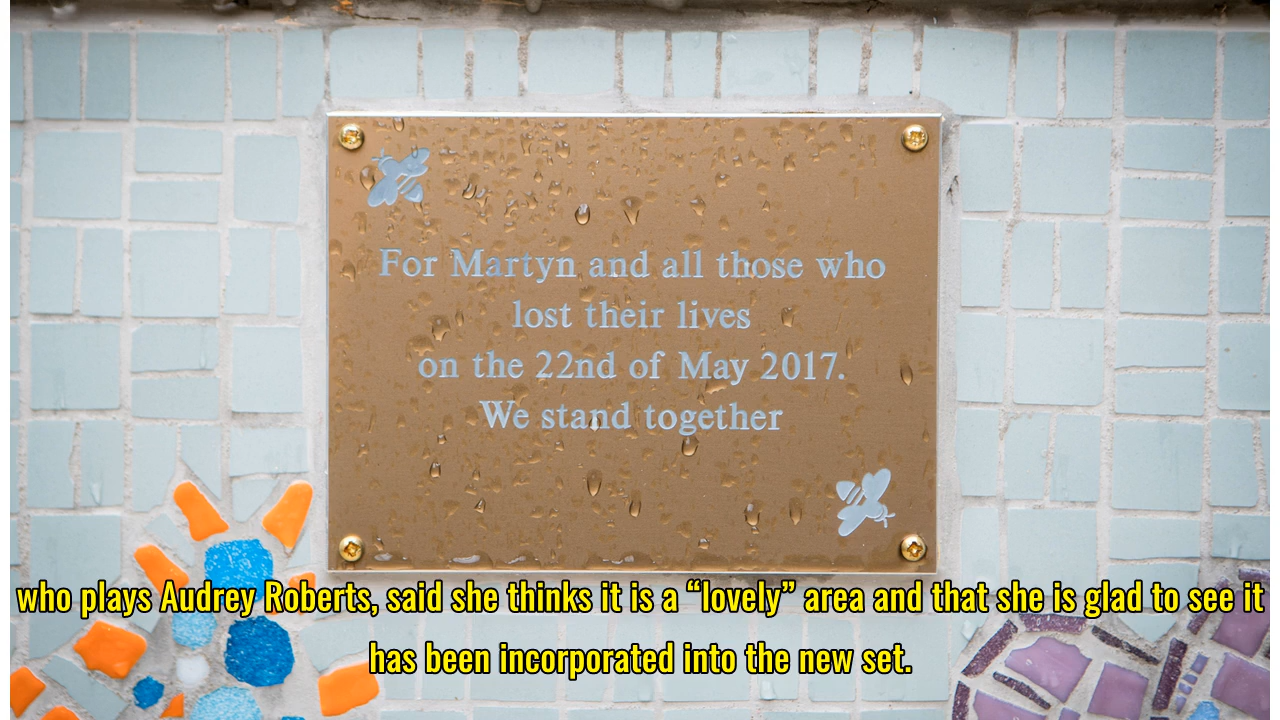 For Martyn and all those who
lost their lives
on the 22nd of May 2017.
We stand together
who plays Audrey Roberts, said she thinks it is a “lovely” area and that she is glad to see it
has been incorporated into the new set.